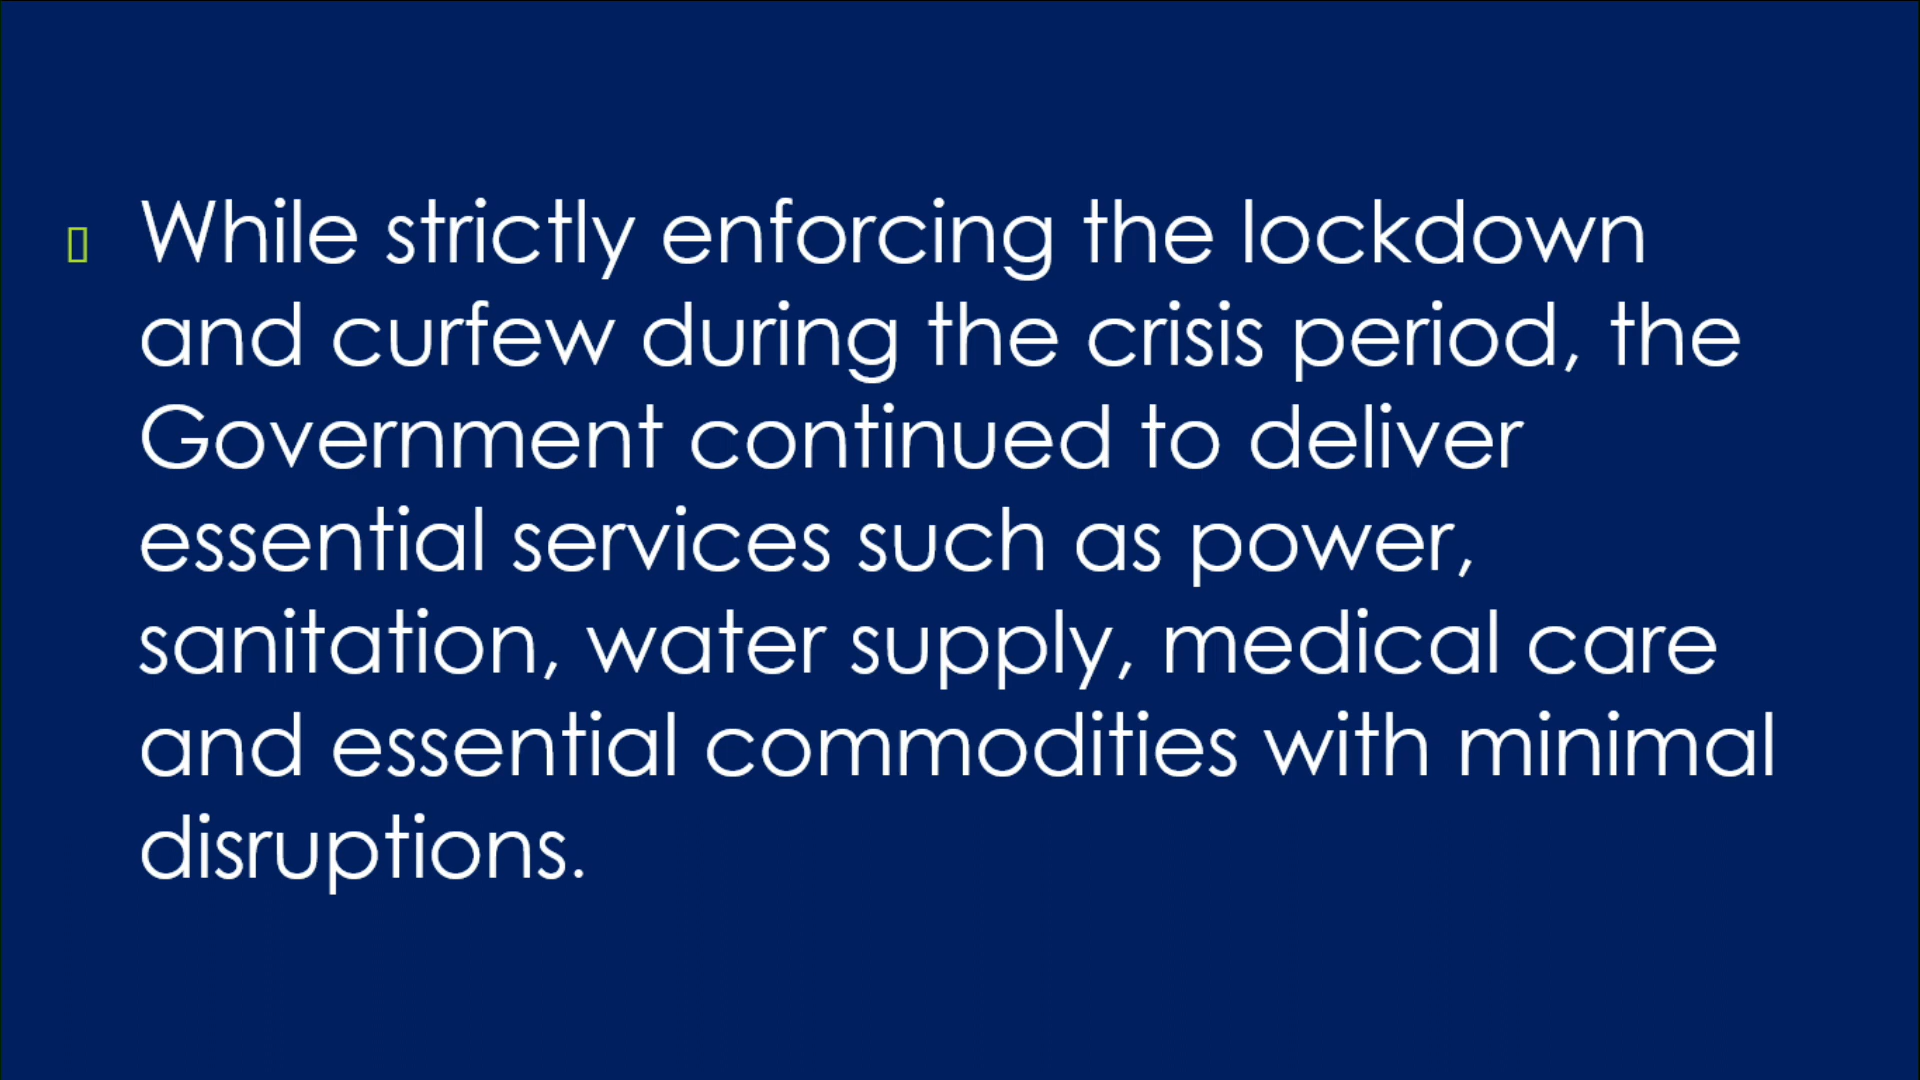 While strictly enforcing the lockdown
and curfew during the crisis period, the
Government continued to deliver
essential services such as power,
sanitation, water supply, medical care
and essential commodities with minimal
disruptions.